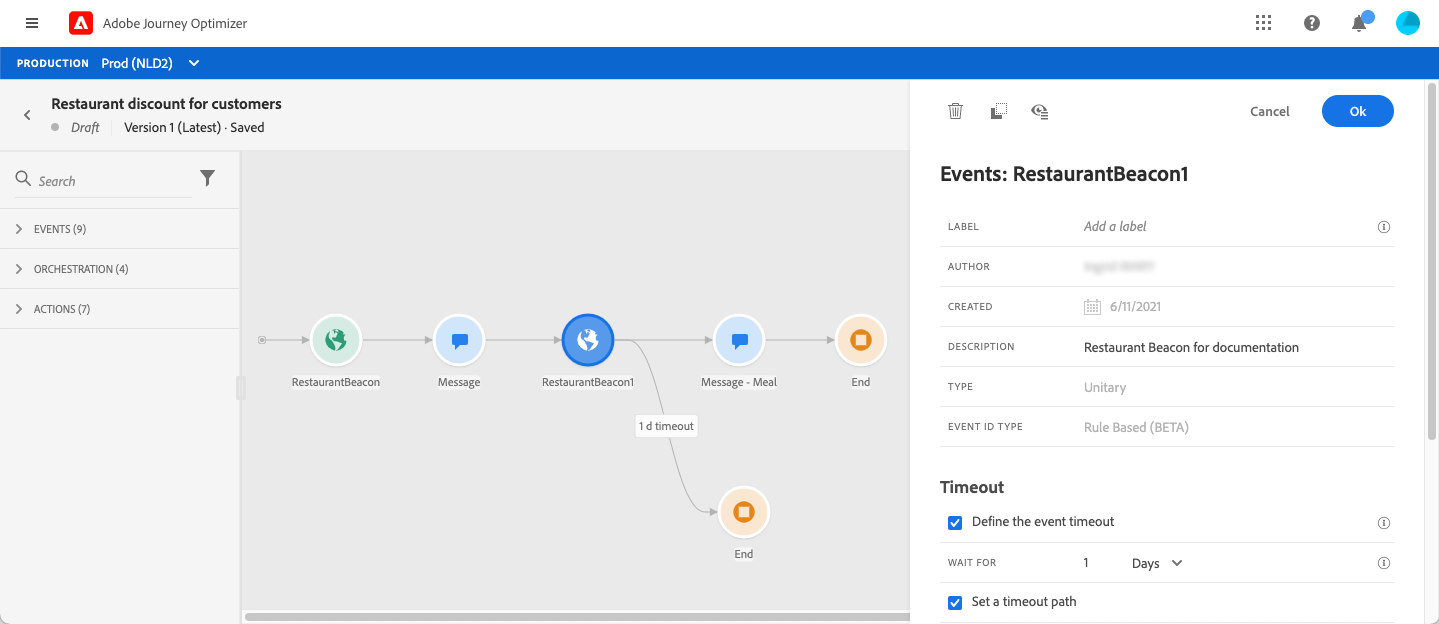 Adobe Journey Optimizer
PRODUCTION Prod (NLD2)
Restaurant discount for customers
Draft Version 1 (Latest) · Saved
Search
EVENTS (9)
ORCHESTRATION (4)
ACTIONS (7)
RestaurantBeacon
Message
RestaurantBeacon1
Message - Meal
End
1 d timeout
End
Cancel
Ok
Events: RestaurantBeacon1
LABEL Add a label
AUTHOR
CREATED 6/11/2021
DESCRIPTION Restaurant Beacon for documentation
TYPE Unitary
EVENT ID TYPE Rule Based (BETA)
Timeout
Define the event timeout
WAIT FOR 1 Days
Set a timeout path